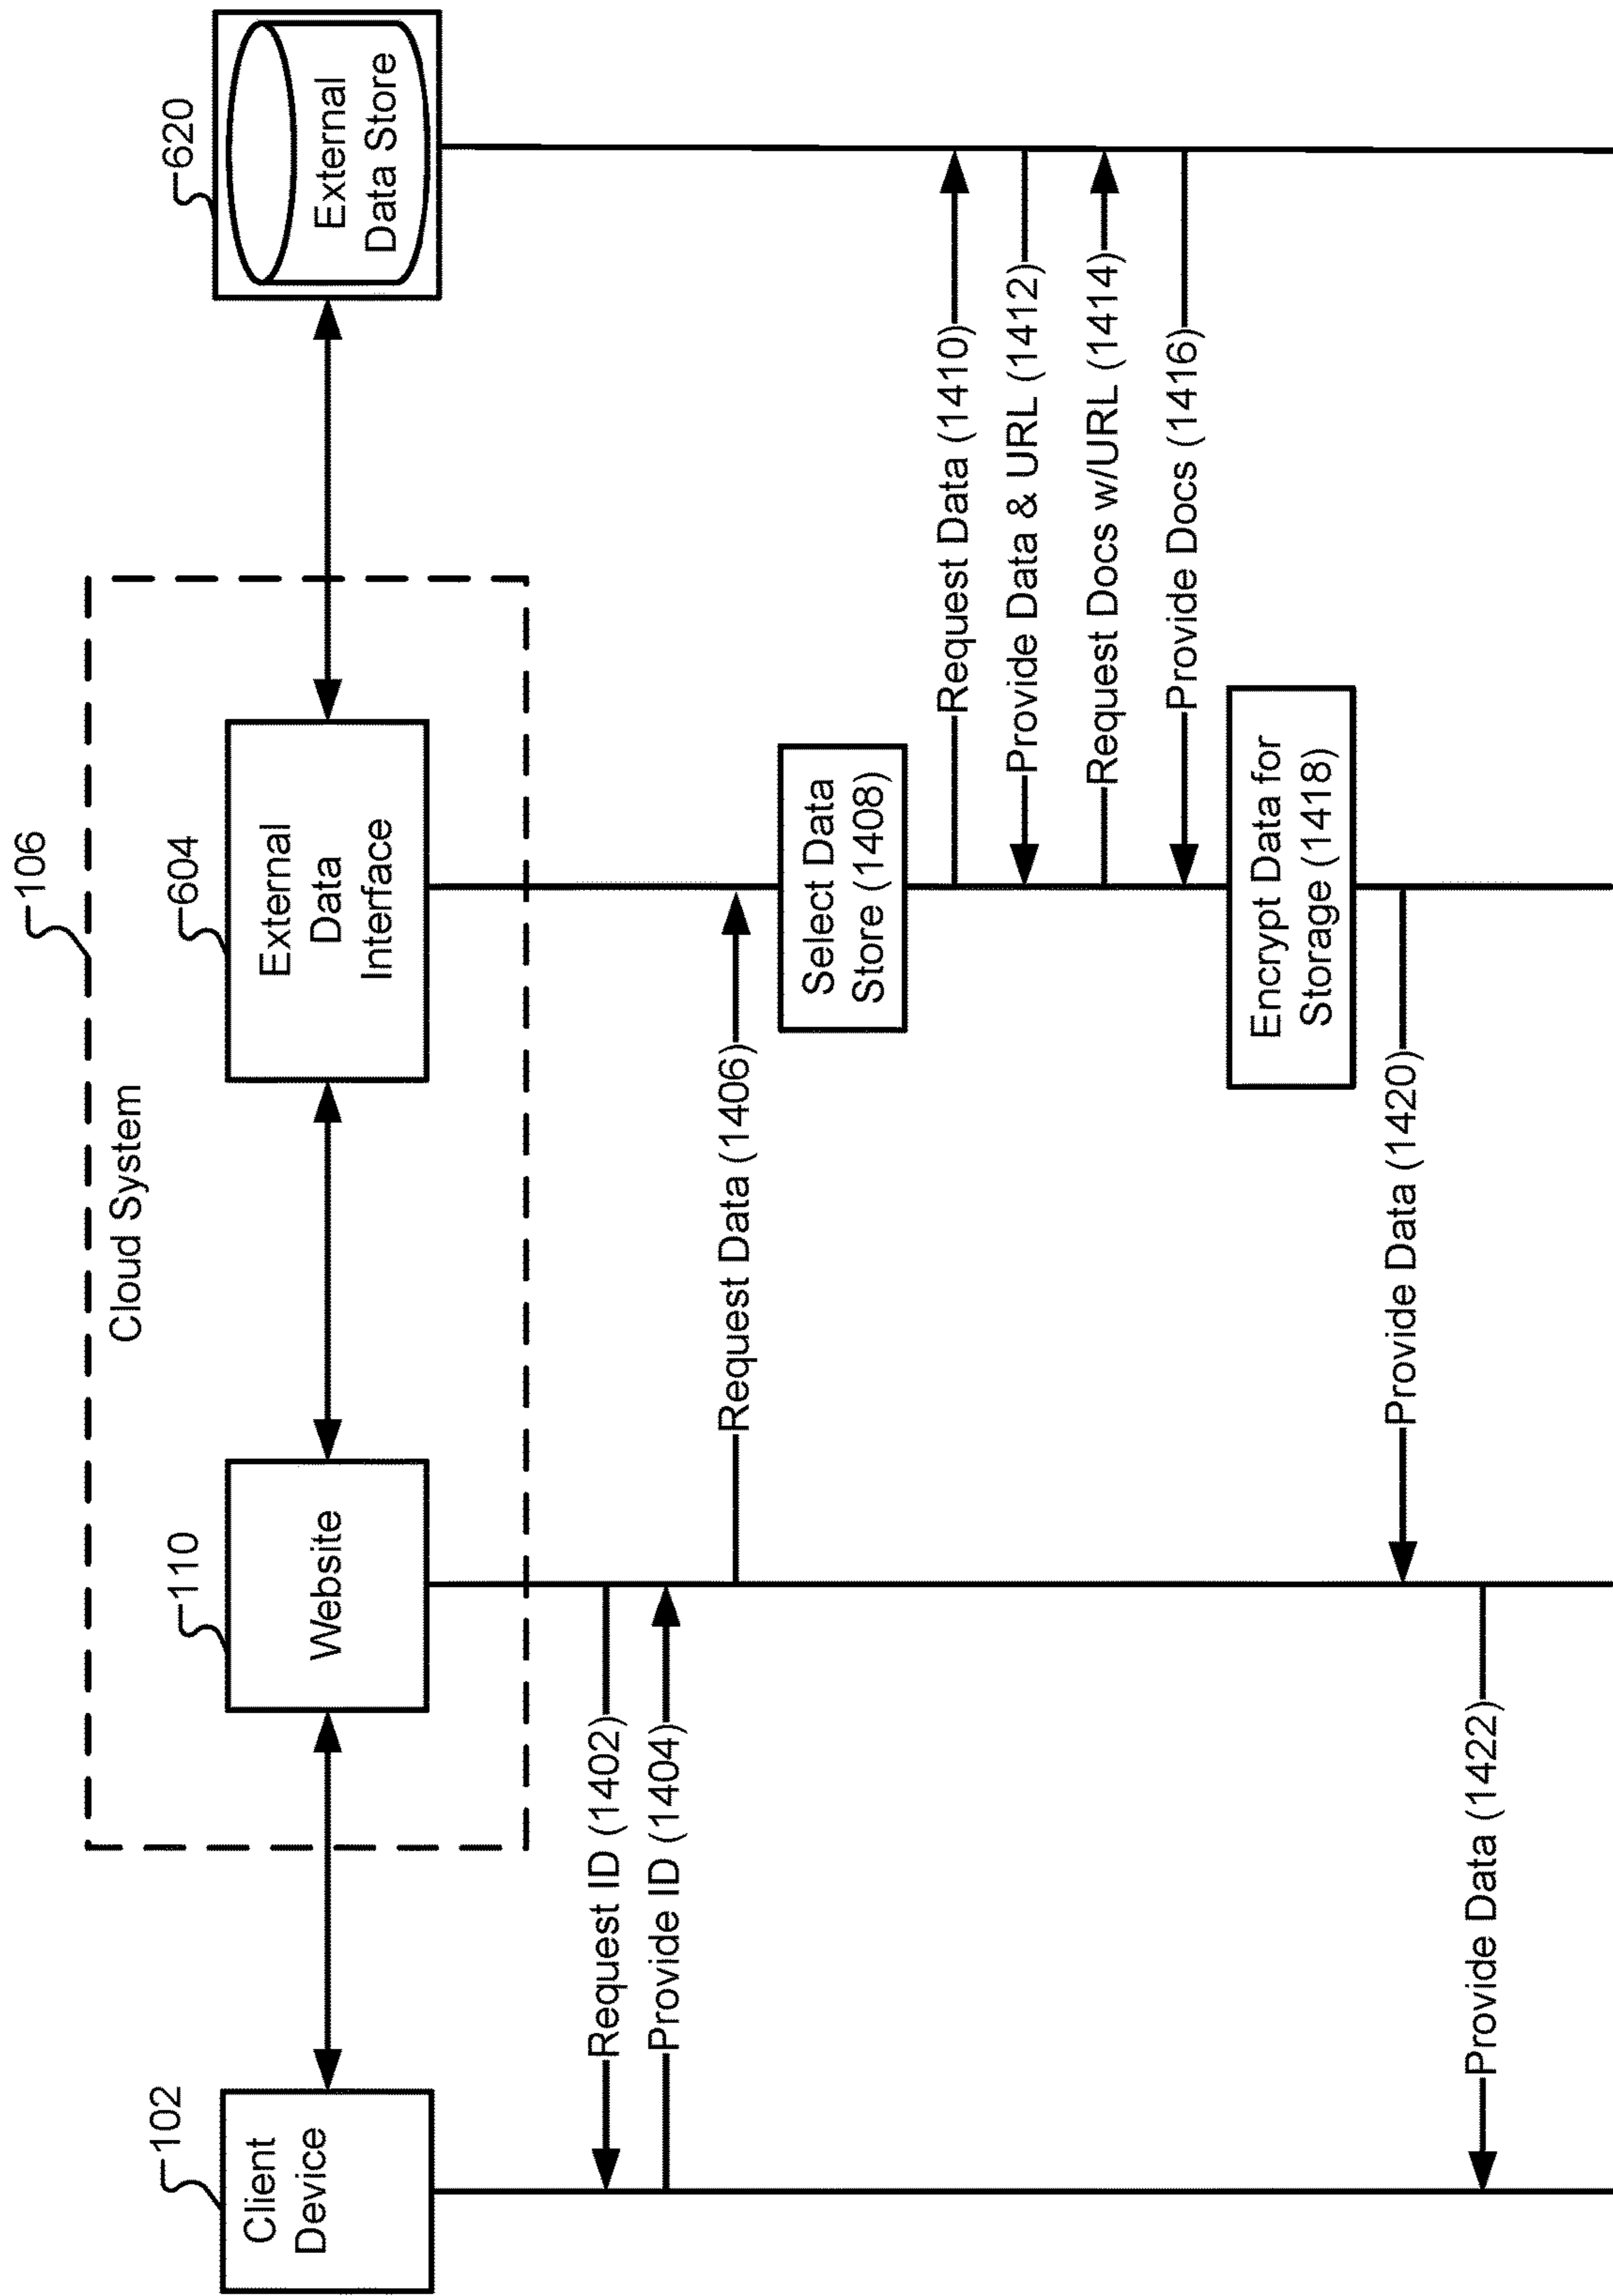 106
Cloud System
102
Client
Device
110
Website
604
External
Data
Interface
620
External
Data Store
Request ID (1402)
Provide ID (1404)
Request Data (1406)
Select Data
Store (1408)
Request Data (1410)
Provide Data & URL (1412)
Request Docs w/URL (1414)
Provide Docs (1416)
Encrypt Data for
Storage (1418)
Provide Data (1420)
Provide Data (1422)